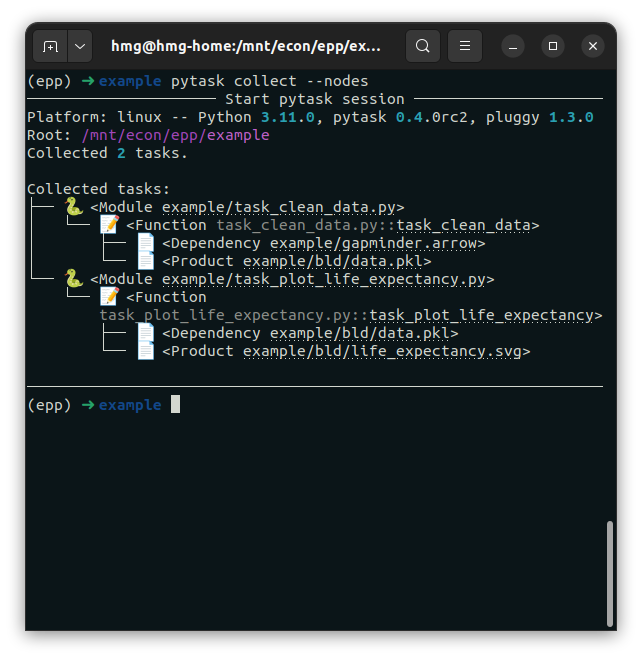 hmg@hmg-home:/mnt/econ/epp/ex...
(epp) ➜ example pytask collect --nodes
Start pytask session
Platform: linux -- Python 3.11.0, pytask 0.4.0rc2, pluggy 1.3.0
Root: /mnt/econ/epp/example
Collected 2 tasks.
Collected tasks:
├── 🐍 <Module example/task_clean_data.py>
│   └── 📝 <Function task_clean_data.py::task_clean_data>
│       ├── 📄 <Dependency example/gapminder.arrow>
│       └── 📄 <Product example/bld/data.pkl>
└── 🐍 <Module example/task_plot_life_expectancy.py>
    └── 📝 <Function
        task_plot_life_expectancy.py::task_plot_life_expectancy>
        ├── 📄 <Dependency example/bld/data.pkl>
        └── 📄 <Product example/bld/life_expectancy.svg>
(epp) ➜ example